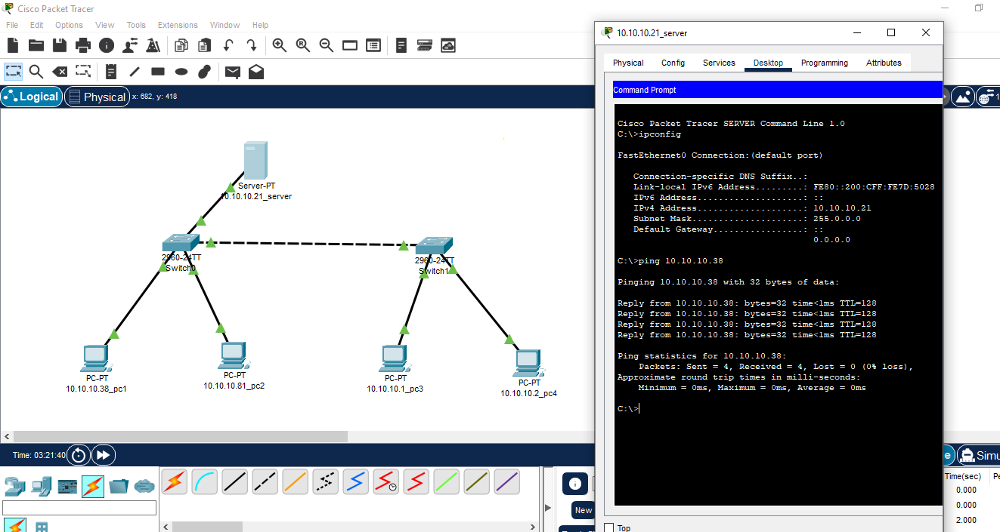 Cisco Packet Tracer
File Edit Options View Tools Extensions Window Help
Logical
Physical
x: 682, y: 418
Server-PT
10.10.10.21_server
2960-24TT
Switch0
2960-24TT
Switch1
PC-PT
10.10.10.38_pc1
PC-PT
10.10.10.81_pc2
PC-PT
10.10.10.1_pc3
PC-PT
10.10.10.2_pc4
Time: 03:21:40
New
10.10.10.21_server
Physical Config Services Desktop Programming Attributes
Command Prompt
Cisco Packet Tracer SERVER Command Line 1.0
C:\>ipconfig
FastEthernet0 Connection:(default port)
Connection-specific DNS Suffix..:
Link-local IPv6 Address.........: FE80::200:CFF:FE7D:5028
IPv6 Address....................: ::
IPv4 Address....................: 10.10.10.21
Subnet Mask.....................: 255.0.0.0
Default Gateway.................: ::
0.0.0.0
C:\>ping 10.10.10.38
Pinging 10.10.10.38 with 32 bytes of data:
Reply from 10.10.10.38: bytes=32 time<1ms TTL=128
Reply from 10.10.10.38: bytes=32 time<1ms TTL=128
Reply from 10.10.10.38: bytes=32 time<1ms TTL=128
Reply from 10.10.10.38: bytes=32 time<1ms TTL=128
Ping statistics for 10.10.10.38:
Packets: Sent = 4, Received = 4, Lost = 0 (0% loss),
Approximate round trip times in milli-seconds:
Minimum = 0ms, Maximum = 0ms, Average = 0ms
C:\>
Top
1
e
Simu
Time(sec) Pe
0.000
0.000
2.000